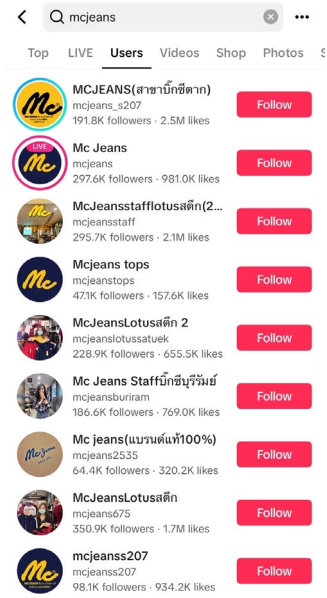 mcjeans
Top LIVE Users Videos Shop Photos S
MCJEANS(สาขาบิ๊กซีตาก)
mcjeans_s207
191.8K followers · 2.5M likes
Follow
LIVE
Mc Jeans
mcjeans
297.6K followers · 981.0K likes
Follow
McJeansstafflotusสตึก(2...
mcjeansstaff
295.7K followers · 2.1M likes
Follow
Mcjeans tops
mcjeanstops
47.1K followers · 157.6K likes
Follow
McJeansLotusสตึก 2
mcjeanslotussatuek
228.9K followers · 655.5K likes
Follow
Mc Jeans Staffบิ๊กซีบุรีรัมย์
mcjeansburiram
186.6K followers · 769.0K likes
Follow
Mc jeans(แบรนด์แท้100%)
mcjeans2535
64.4K followers · 320.2K likes
Follow
McJeansLotusสตึก
mcjeans675
350.9K followers · 1.7M likes
Follow
mcjeanss207
mcjeanss207
98.1K followers · 934.2K likes
Follow